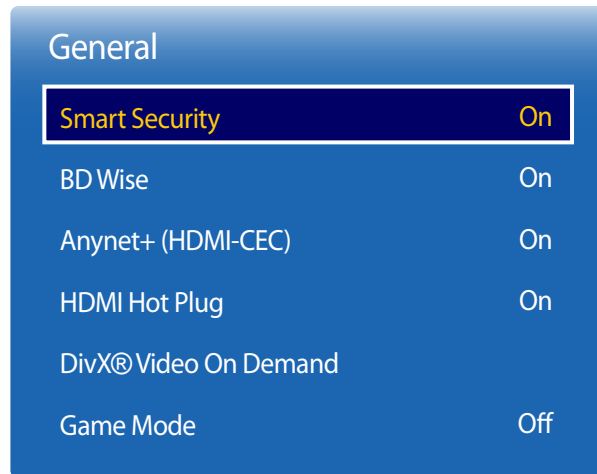 General
Smart Security On
BD Wise On
Anynet+ (HDMI-CEC) On
HDMI Hot Plug On
DivX® Video On Demand
Game Mode Off